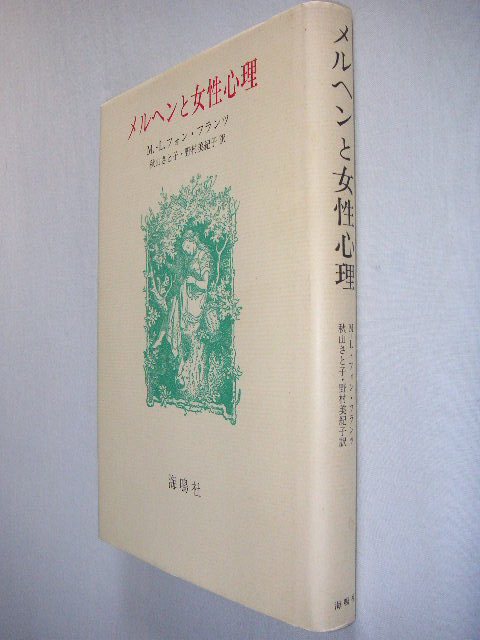 メルヘンと女性心理
M.-L.フォン・フランツ
秋山さと子・野村美紀子 訳
海鳴社
メルヘンと女性心理
M.-L.フォン・フランツ
秋山さと子・野村美紀子訳
海鳴社